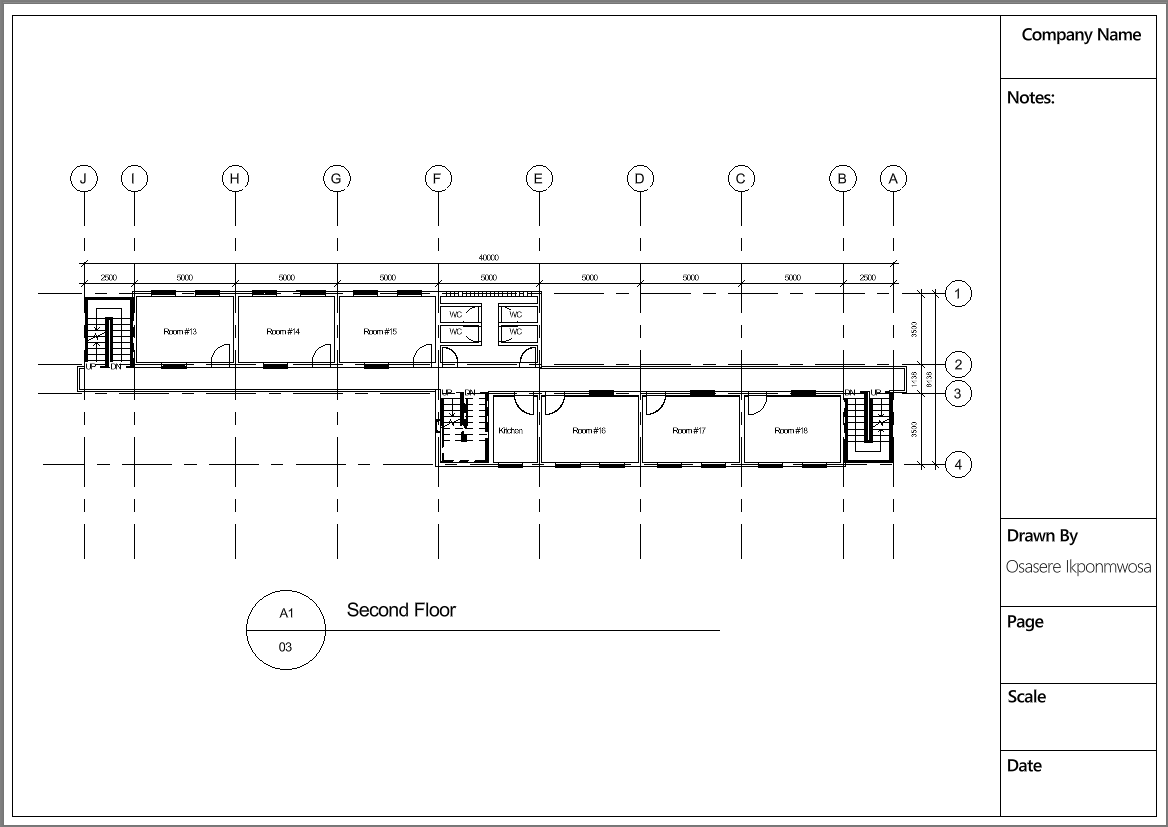 Company Name
Notes:
J I H G F E D C B A
40000
2500 5000 5000 5000 5000 5000 5000 5000 2500
1
WC WC
3500
Room #13 Room #14 Room #15 WC WC
UP DN
2
1438 8438
UP DN DN UP
3
Kitchen Room #16 Room #17 Room #18
3500
4
A1
Second Floor
03
Drawn By
Osasere Ikponmwosa
Page
Scale
Date